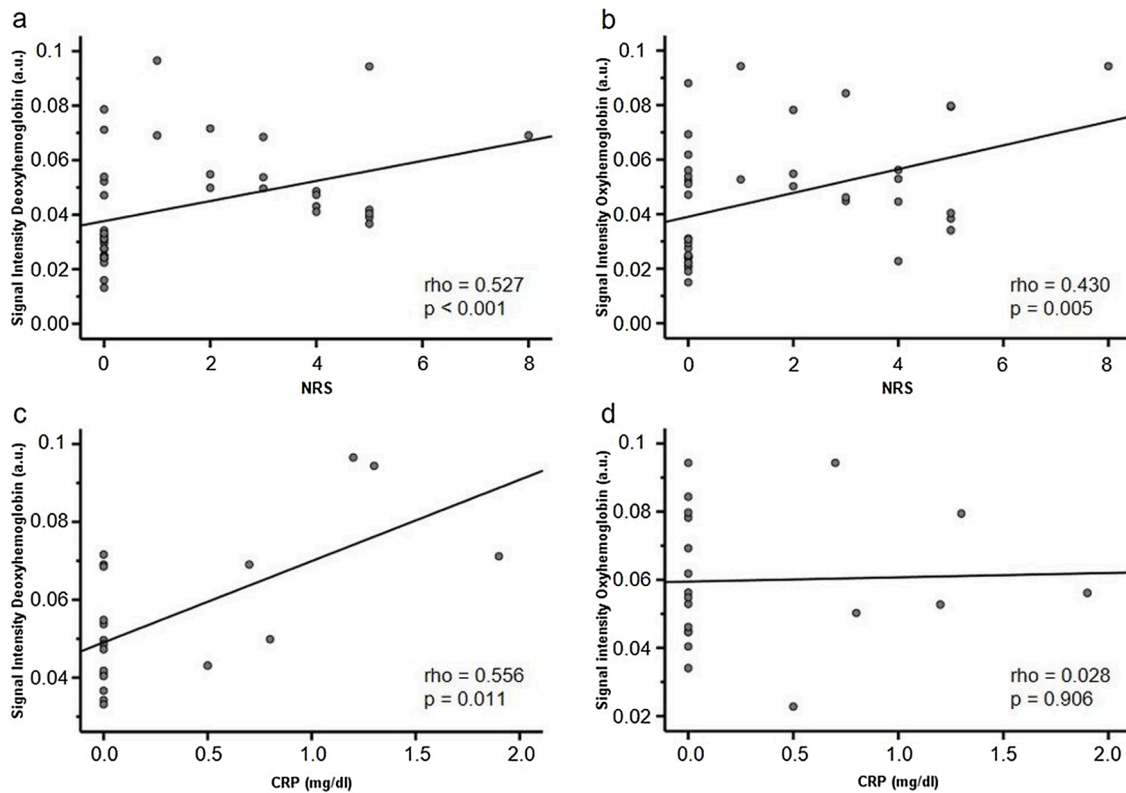 a
Signal Intensity Deoxyhemoglobin (a.u.)
0.1
0.08
0.06
0.04
0.02
0.00
0
2
4
6
8
NRS
rho = 0.527
p < 0.001
b
Signal Intensity Oxyhemoglobin (a.u.)
0.1
0.08
0.06
0.04
0.02
0.00
0
2
4
6
8
NRS
rho = 0.430
p = 0.005
c
Signal Intensity Deoxyhemoglobin (a.u.)
0.1
0.08
0.06
0.04
0.0
0.5
1.0
1.5
2.0
CRP (mg/dl)
rho = 0.556
p = 0.011
d
Signal intensity Oxyhemoglobin (a.u.)
0.1
0.08
0.06
0.04
0.02
0.0
0.5
1.0
1.5
2.0
CRP (mg/dl)
rho = 0.028
p = 0.906